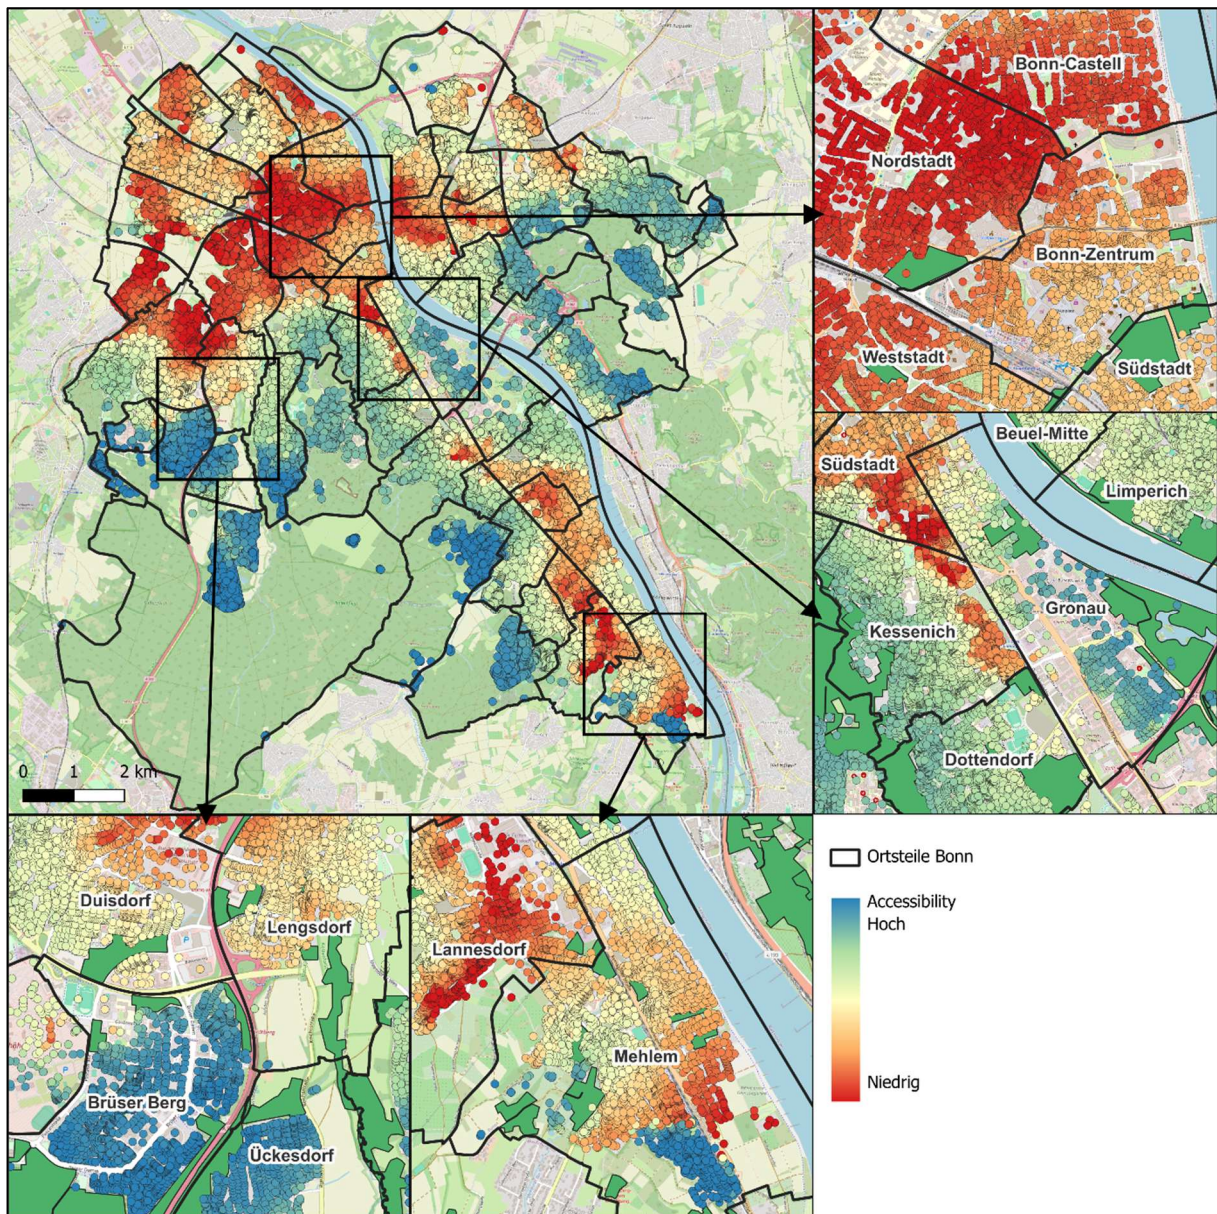 0 1 2 km
Bonn-Castell
Nordstadt
Bonn-Zentrum
Weststadt
Südstadt
Beuel-Mitte
Südstadt
Limperich
Gronau
Kessenich
Dottendorf
Duisdorf
Lengsdorf
Brüser Berg
Ückesdorf
Lannesdorf
Mehlem
Ortsteile Bonn
Accessibility
Hoch
Niedrig